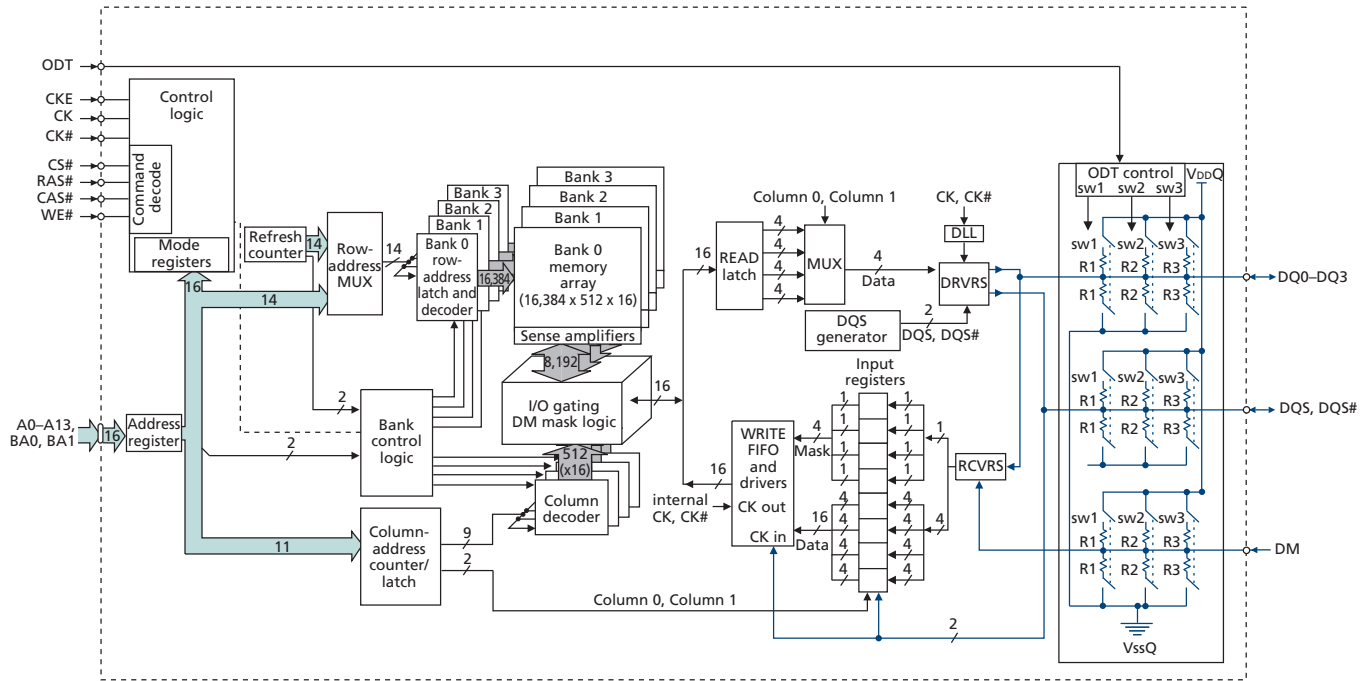 ODT
CKE
CK
CK#
CS#
RAS#
CAS#
WE#
Control
logic
Command
decode
Mode
registers
16
Refresh
counter
14
14
Row-
address
MUX
14
Bank 3
Bank 2
Bank 1
Bank 0
row-
address
latch and
decoder
16,384
Bank 3
Bank 2
Bank 1
Bank 0
memory
array
(16,384 x 512 x 16)
Sense amplifiers
8,192
I/O gating
DM mask logic
16
512
(x16)
Column
decoder
2
2
Bank
control
logic
A0–A13,
BA0, BA1
16
Address
register
11
Column-
address
counter/
latch
9
2
Column 0, Column 1
16
READ
latch
4
4
4
4
Column 0, Column 1
MUX
4
Data
CK, CK#
DLL
DRVRS
DQS
generator
2
DQS, DQS#
Input
registers
1
1
1
1
4
4
4
4
1
1
1
1
4
4
4
4
1
4
RCVRS
4
Mask
16
Data
WRITE
FIFO
and
drivers
CK out
CK in
16
internal
CK, CK#
2
ODT control
sw1 sw2 sw3
VDDQ
sw1 sw2 sw3
R1 R2 R3
R1 R2 R3
DQ0–DQ3
sw1 sw2 sw3
R1 R2 R3
R1 R2 R3
DQS, DQS#
sw1 sw2 sw3
R1 R2 R3
R1 R2 R3
DM
VssQ